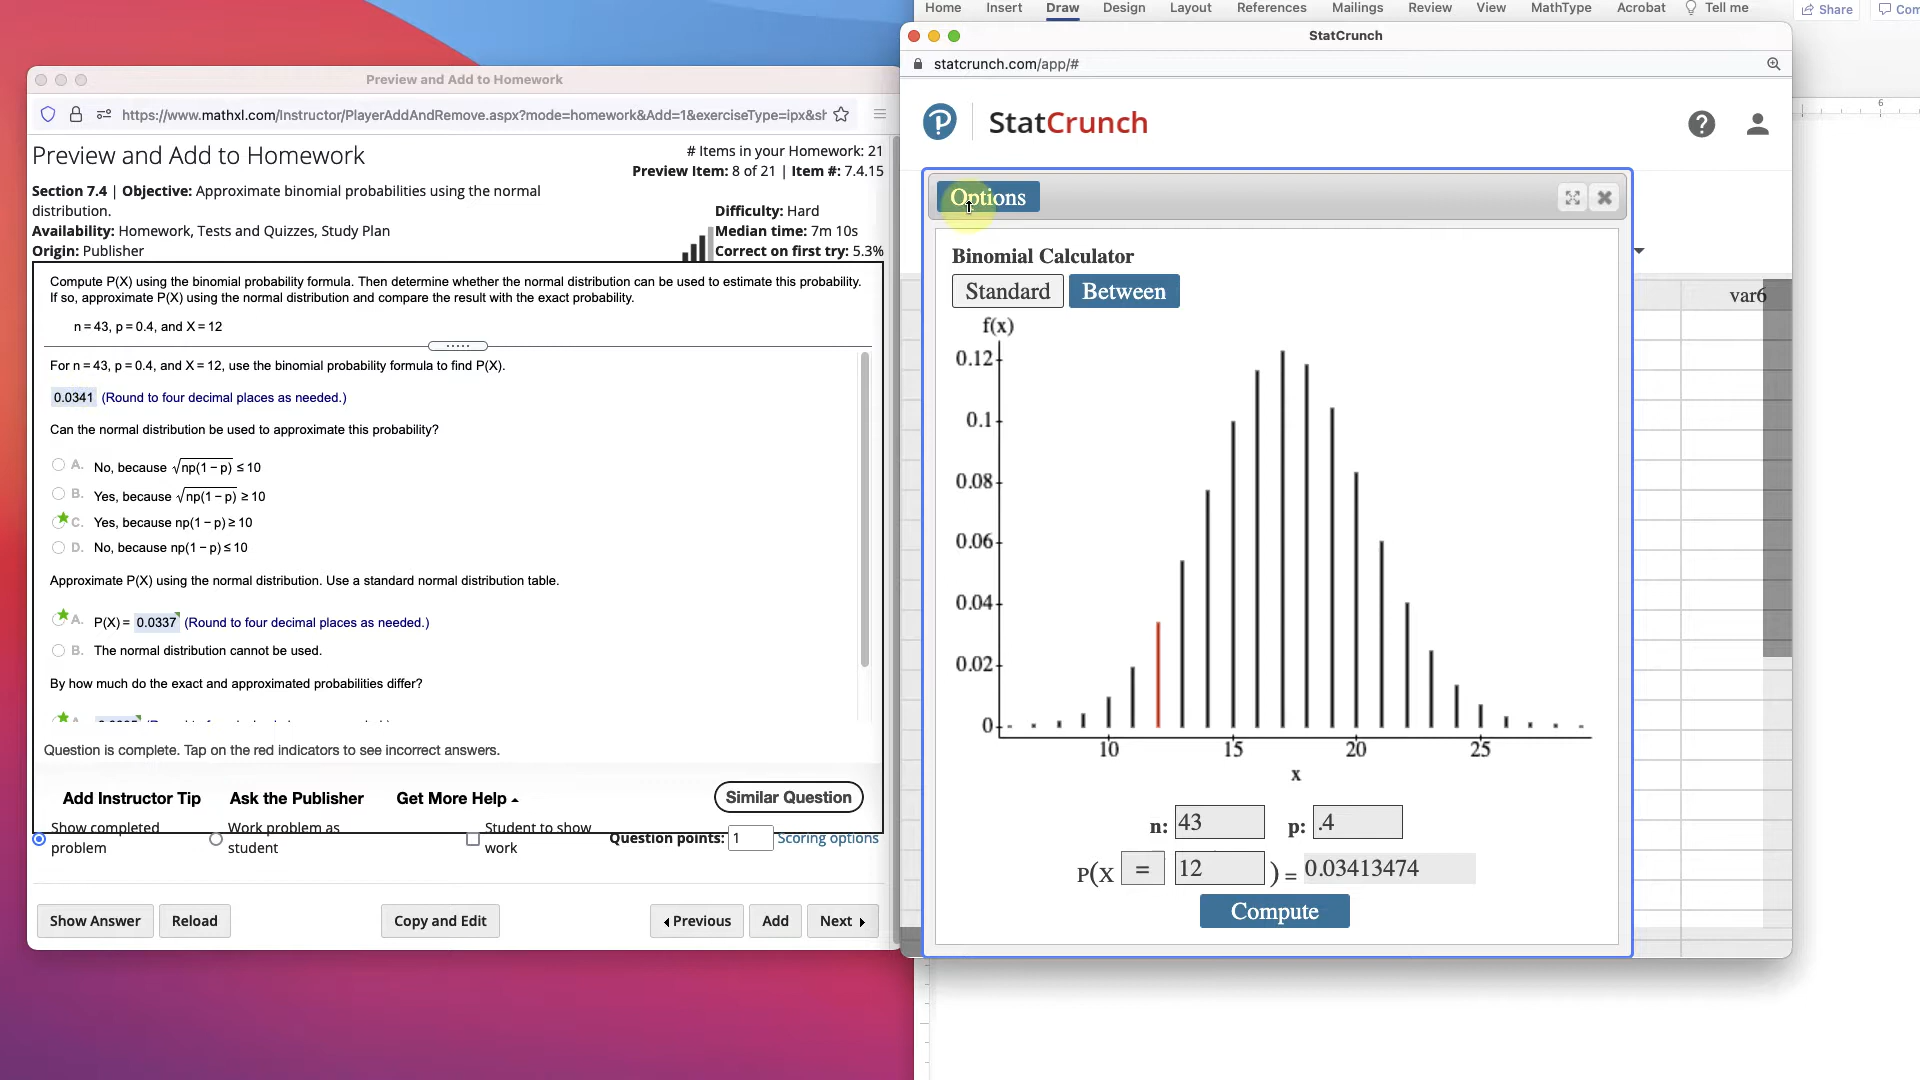 Home Insert Draw Design Layout References Mailings Review View MathType Acrobat Tell me Share
StatCrunch
statcrunch.com/app/#
StatCrunch
Preview and Add to Homework
https://www.mathxl.com/Instructor/PlayerAddAndRemove.aspx?mode=homework&Add=1&exerciseType=ipx&sh
Preview and Add to Homework
# Items in your Homework: 21
Preview Item: 8 of 21 | Item #: 7.4.15
Section 7.4 | Objective: Approximate binomial probabilities using the normal
distribution.
Availability: Homework, Tests and Quizzes, Study Plan
Origin: Publisher
Difficulty: Hard
Median time: 7m 10s
Correct on first try: 5.3%
Compute P(X) using the binomial probability formula. Then determine whether the normal distribution can be used to estimate this probability.
If so, approximate P(X) using the normal distribution and compare the result with the exact probability.
n = 43, p = 0.4, and X = 12
For n = 43, p = 0.4, and X = 12, use the binomial probability formula to find P(X).
0.0341 (Round to four decimal places as needed.)
Can the normal distribution be used to approximate this probability?
A. No, because √np(1 − p) ≤ 10
B. Yes, because √np(1 − p) ≥ 10
C. Yes, because np(1 − p) ≥ 10
D. No, because np(1 − p) ≤ 10
Approximate P(X) using the normal distribution. Use a standard normal distribution table.
A. P(X) = 0.0337 (Round to four decimal places as needed.)
B. The normal distribution cannot be used.
By how much do the exact and approximated probabilities differ?
Question is complete. Tap on the red indicators to see incorrect answers.
Add Instructor Tip Ask the Publisher Get More Help Similar Question
Show completed
problem
Work problem as
student
Student to show
work
Question points: 1 Scoring options
Show Answer Reload Copy and Edit Previous Add Next
Options
Binomial Calculator
Standard Between
f(x)
0.12
0.1
0.08
0.06
0.04
0.02
0
10 15 20 25
x
n: 43 p: .4
P(X = 12 ) = 0.03413474
Compute
var6
6